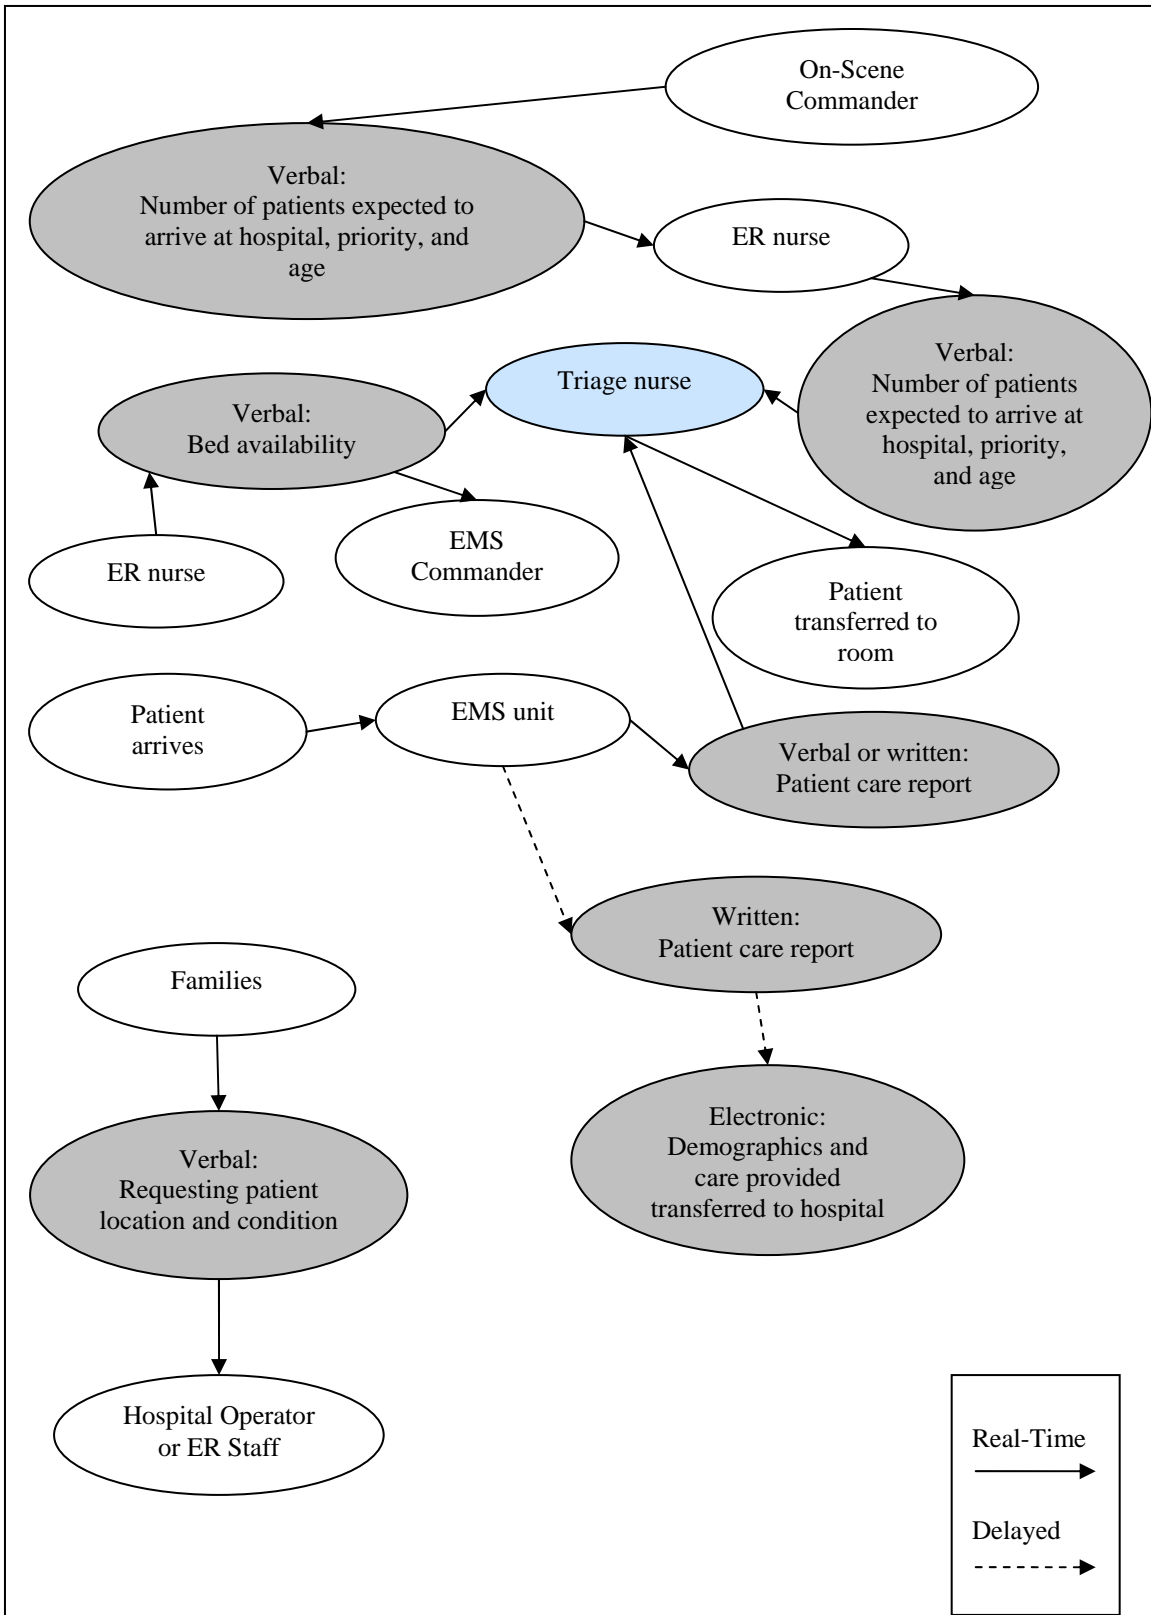 On-Scene
Commander
Verbal:
Number of patients expected to
arrive at hospital, priority, and
age
ER nurse
Verbal:
Number of patients
expected to arrive at
hospital, priority,
and age
Triage nurse
Verbal:
Bed availability
ER nurse
EMS
Commander
Patient
transferred to
room
Patient
arrives
EMS unit
Verbal or written:
Patient care report
Written:
Patient care report
Families
Electronic:
Demographics and
care provided
transferred to hospital
Verbal:
Requesting patient
location and condition
Hospital Operator
or ER Staff
Real-Time
Delayed